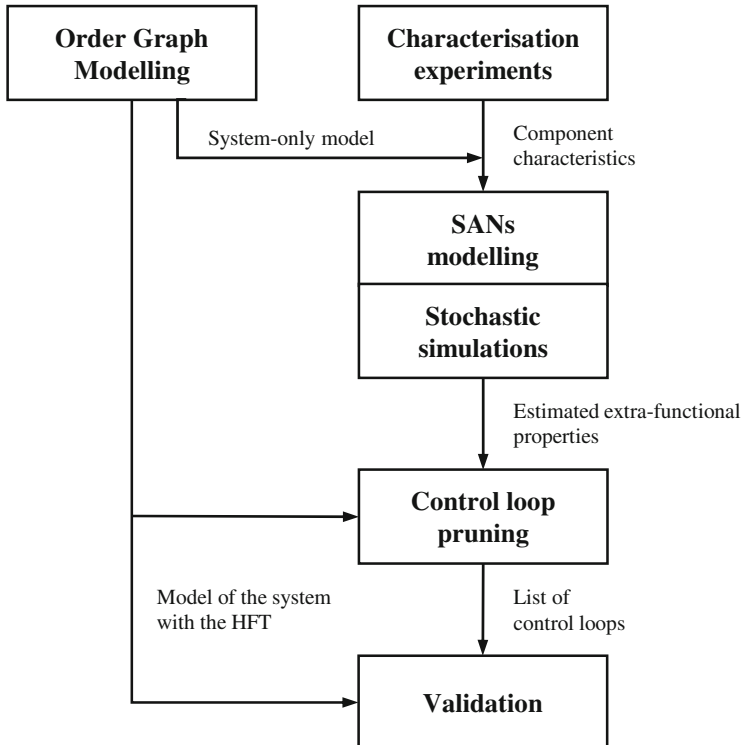 Order Graph
Modelling
Characterisation
experiments
System-only model
Component
characteristics
SANs
modelling
Stochastic
simulations
Estimated extra-functional
properties
Control loop
pruning
Model of the system
with the HFT
List of
control loops
Validation